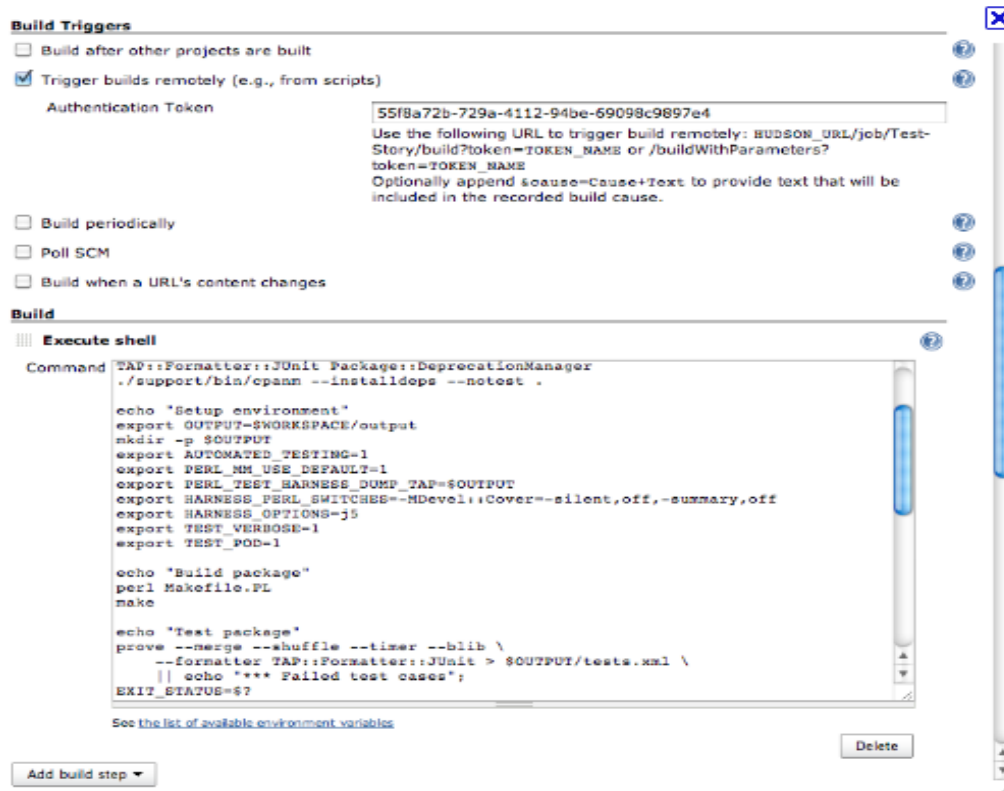 Build Triggers
Build after other projects are built
Trigger builds remotely (e.g., from scripts)
Authentication Token
55f8a72b-729a-4112-94be-69098c9897e4
Use the following URL to trigger build remotely: HUDSON_URL/job/Test-
Story/build?token=TOKEN_NAME or /buildWithParameters?
token=TOKEN_NAME
Optionally append &cause=Cause+Text to provide text that will be
included in the recorded build cause.
Build periodically
Poll SCM
Build when a URL's content changes
Build
Execute shell
Command
TAP::Formatter::JUnit Package::DeprecationManager
./support/bin/cpanm --installdeps --notest .
echo "Setup environment"
export OUTPUT=$WORKSPACE/output
mkdir -p $OUTPUT
export AUTOMATED_TESTING=1
export PERL_MM_USE_DEFAULT=1
export PERL_TEST_HARNESS_DUMP_TAP=$OUTPUT
export HARNESS_PERL_SWITCHES=-MDevel::Cover=-silent,off,-summary,off
export HARNESS_OPTIONS=j5
export TEST_VERBOSE=1
export TEST_POD=1
echo "Build package"
perl Makefile.PL
make
echo "Test package"
prove --merge --shuffle --timer --blib \
--formatter TAP::Formatter::JUnit > $OUTPUT/tests.xml \
|| echo "*** Failed test cases";
EXIT_STATUS=$?
See the list of available environment variables
Delete
Add build step